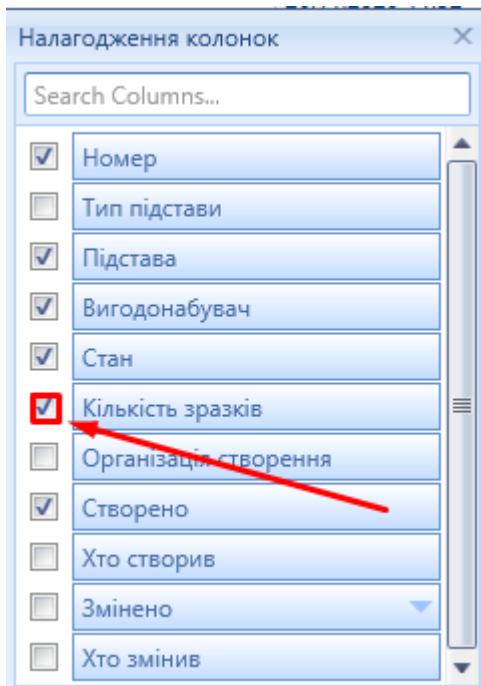 Налагодження колонок
Search Columns...
Номер
Тип підстави
Підстава
Вигодонабувач
Стан
Кількість зразків
Організація створення
Створено
Хто створив
Змінено
Хто змінив